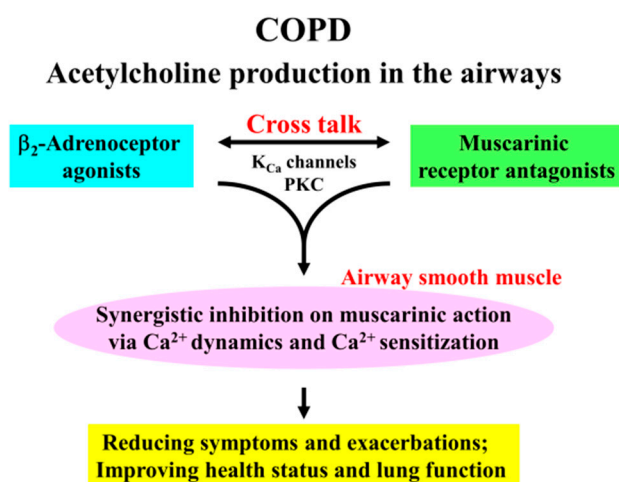 COPD
Acetylcholine production in the airways
Cross talk
β₂-Adrenoceptor
agonists
K_Ca channels
PKC
Muscarinic
receptor antagonists
Airway smooth muscle
Synergistic inhibition on muscarinic action
via Ca²⁺ dynamics and Ca²⁺ sensitization
Reducing symptoms and exacerbations;
Improving health status and lung function